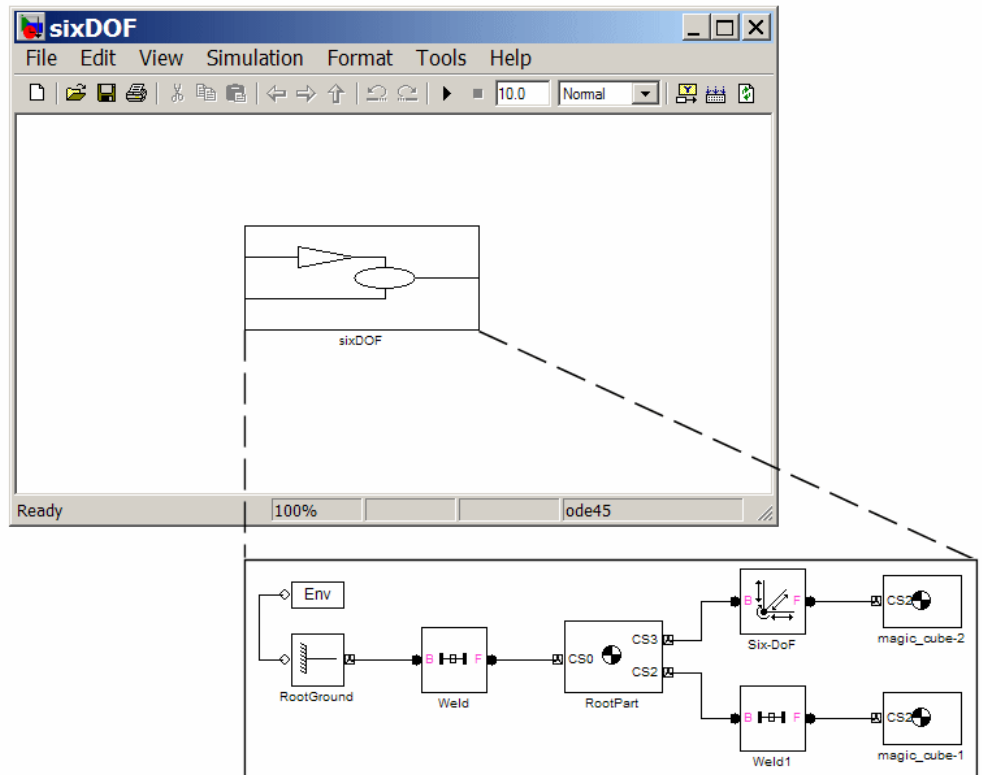 sixDOF
File Edit View Simulation Format Tools Help
10.0 Normal
sixDOF
Ready 100% ode45
Env
RootGround
B F
Weld
CS0 CS3
CS2
RootPart
B F
Six-DoF
CS2
magic_cube-2
B F
Weld1
CS2
magic_cube-1